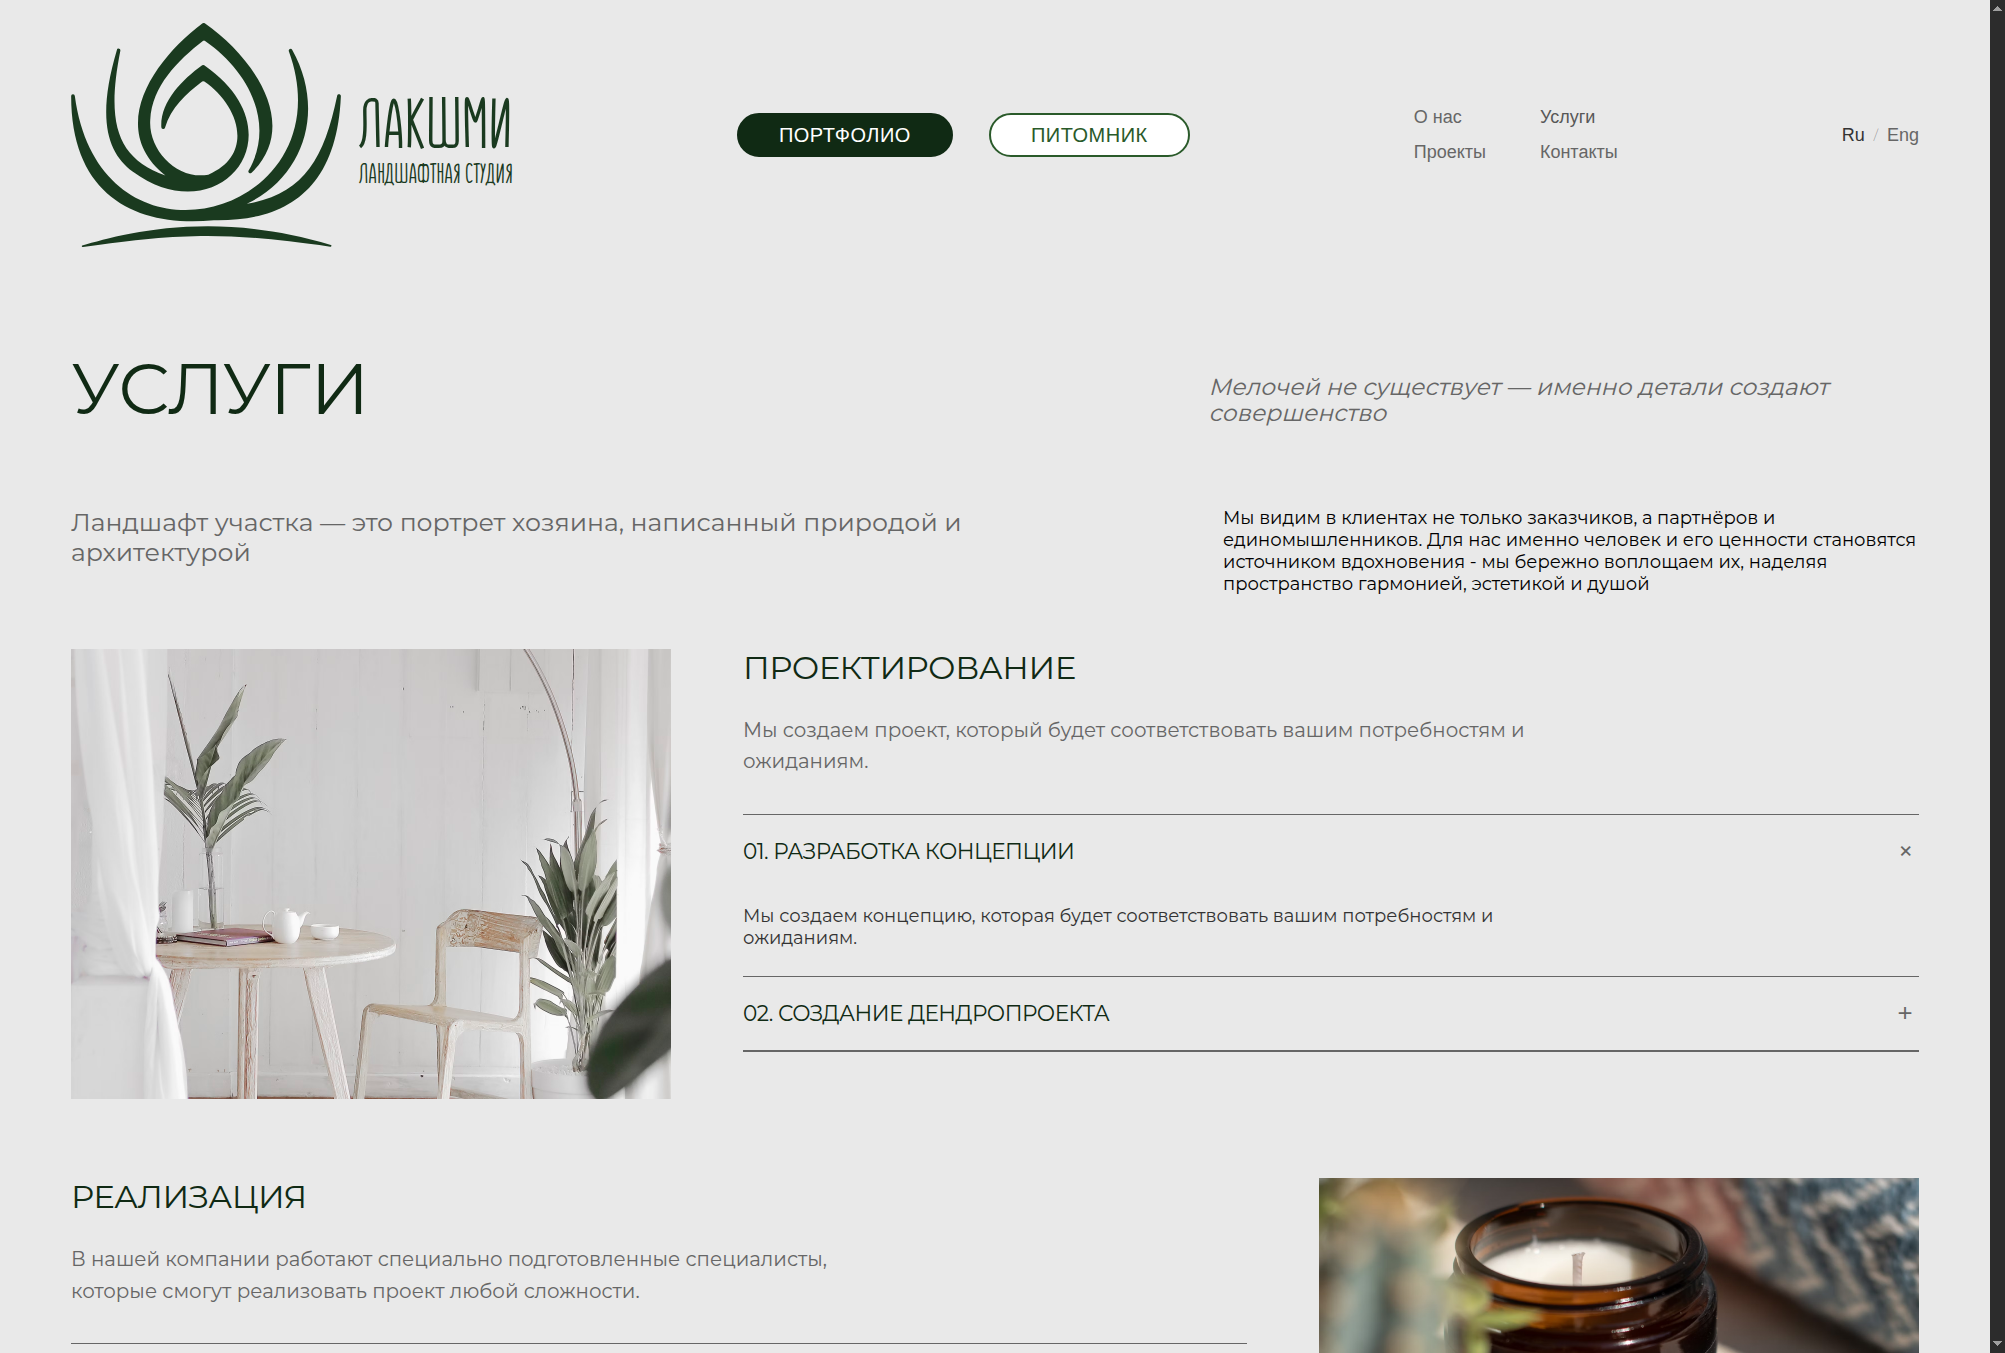 ЛАКШМИ
ЛАНДШАФТНАЯ СТУДИЯ
ПОРТФОЛИО
ПИТОМНИК
О нас
Услуги
Проекты
Контакты
Ru / Eng
УСЛУГИ
Мелочей не существует — именно детали создают
совершенство
Ландшафт участка — это портрет хозяина, написанный природой и
архитектурой
Мы видим в клиентах не только заказчиков, а партнёров и
единомышленников. Для нас именно человек и его ценности становятся
источником вдохновения - мы бережно воплощаем их, наделяя
пространство гармонией, эстетикой и душой
ПРОЕКТИРОВАНИЕ
Мы создаем проект, который будет соответствовать вашим потребностям и
ожиданиям.
01. РАЗРАБОТКА КОНЦЕПЦИИ
Мы создаем концепцию, которая будет соответствовать вашим потребностям и
ожиданиям.
02. СОЗДАНИЕ ДЕНДРОПРОЕКТА
РЕАЛИЗАЦИЯ
В нашей компании работают специально подготовленные специалисты,
которые смогут реализовать проект любой сложности.